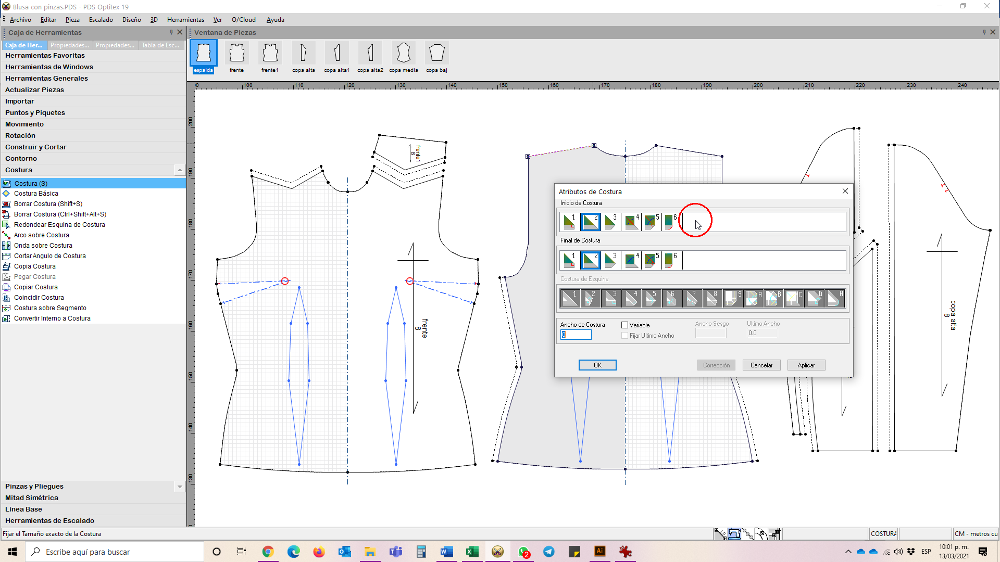 Blusa con pinzas.PDS - PDS Optitex 19
Archivo Editar Pieza Escalado Diseño 3D Herramientas Ver O/Cloud Ayuda
Caja de Herramientas
Caja de Her... Propiedades... Propiedades... Tabla de Esc...
Herramientas Favoritas
Herramientas de Windows
Herramientas Generales
Actualizar Piezas
Importar
Puntos y Piquetes
Movimiento
Rotación
Construir y Cortar
Contorno
Costura
Costura (S)
Costura Básica
Borrar Costura (Shift+S)
Borrar Costura (Ctrl+Shift+Alt+S)
Redondear Esquina de Costura
Arco sobre Costura
Onda sobre Costura
Cortar Angulo de Costura
Copia Costura
Pegar Costura
Copiar Costura
Coincidir Costura
Costura sobre Segmento
Convertir Interno a Costura
Pinzas y Pliegues
Mitad Simétrica
Línea Base
Herramientas de Escalado
Ventana de Piezas
espalda frente frente1 copa alta copa alta1 copa alta2 copa media copa baj
100 110 120 130 140 150 160 170 180 190 200 210 220 230 240
200
190
180
170
160
150
140
130
frente1
8
frente
8
copa alta
8
Atributos de Costura
Inicio de Costura
1 2 3 4 5 6
Final de Costura
1 2 3 4 5 6
Costura de Esquina
1 2 3 4 5 6 7 8 9 A B C D H
Ancho de Costura
0
Variable
Fijar Ultimo Ancho
Ancho Sesgo
Ultimo Ancho
0.0
OK Corrección Cancelar Aplicar
Fijar el Tamaño exacto de la Costura
COSTURA
CM - metros cu
Escribe aquí para buscar
2
ESP
10:01 p. m.
13/03/2021